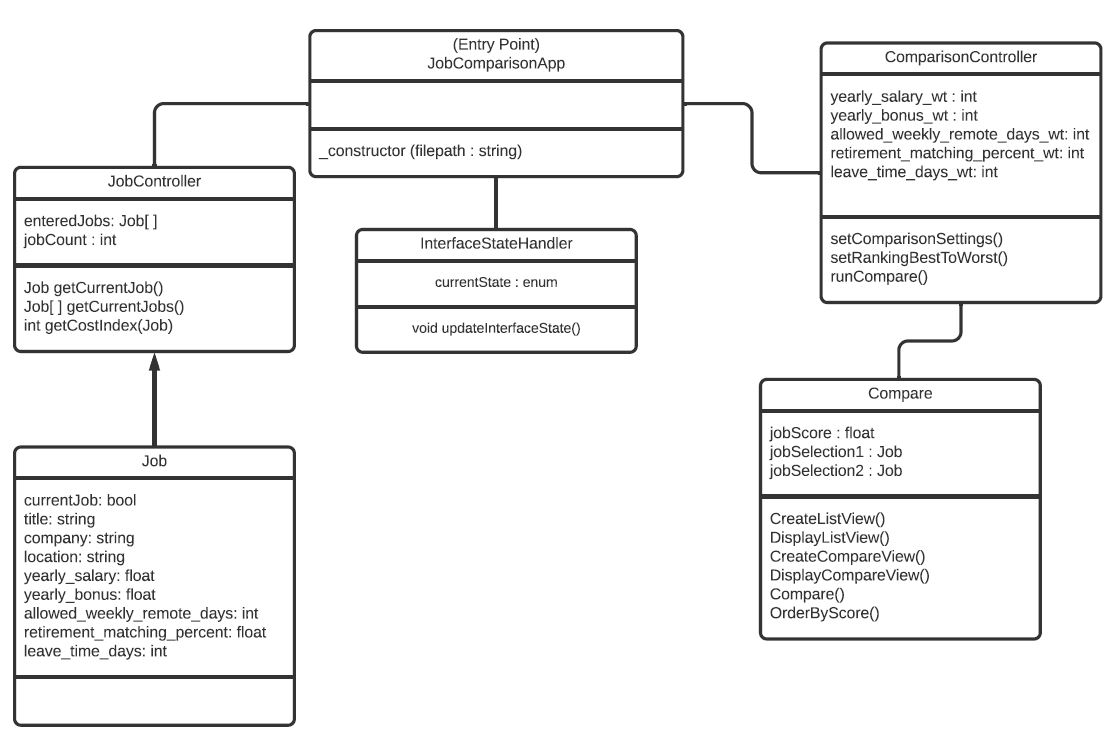 (Entry Point)
JobComparisonApp
_constructor (filepath : string)
JobController
enteredJobs: Job[ ]
jobCount : int
Job getCurrentJob()
Job[ ] getCurrentJobs()
int getCostIndex(Job)
InterfaceStateHandler
currentState : enum
void updateInterfaceState()
ComparisonController
yearly_salary_wt : int
yearly_bonus_wt : int
allowed_weekly_remote_days_wt: int
retirement_matching_percent_wt: int
leave_time_days_wt: int
setComparisonSettings()
setRankingBestToWorst()
runCompare()
Job
currentJob: bool
title: string
company: string
location: string
yearly_salary: float
yearly_bonus: float
allowed_weekly_remote_days: int
retirement_matching_percent: float
leave_time_days: int
Compare
jobScore : float
jobSelection1 : Job
jobSelection2 : Job
CreateListView()
DisplayListView()
CreateCompareView()
DisplayCompareView()
Compare()
OrderByScore()